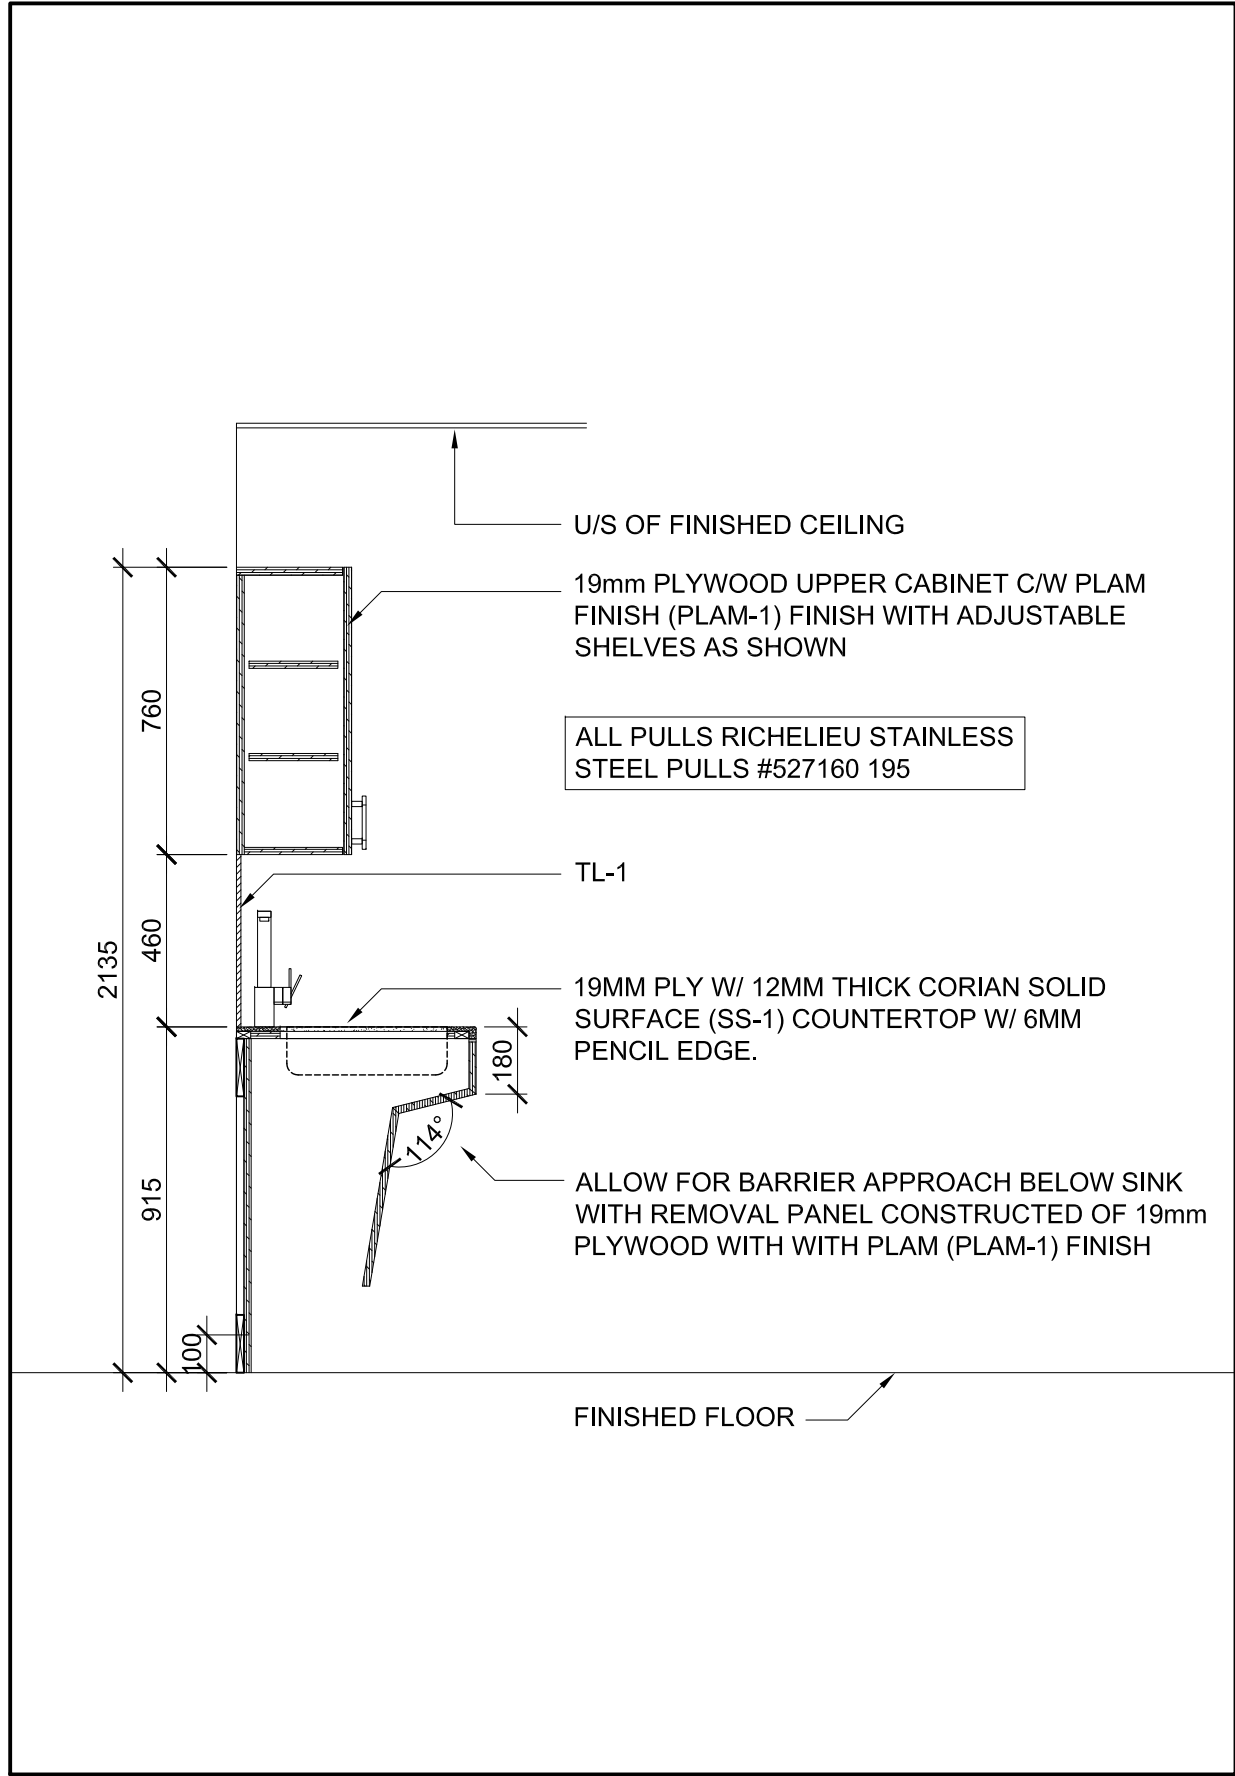 U/S OF FINISHED CEILING
19mm PLYWOOD UPPER CABINET C/W PLAM
FINISH (PLAM-1) FINISH WITH ADJUSTABLE
SHELVES AS SHOWN
760
ALL PULLS RICHELIEU STAINLESS
STEEL PULLS #527160 195
TL-1
460
2135
19MM PLY W/ 12MM THICK CORIAN SOLID
SURFACE (SS-1) COUNTERTOP W/ 6MM
PENCIL EDGE.
180
114°
ALLOW FOR BARRIER APPROACH BELOW SINK
WITH REMOVAL PANEL CONSTRUCTED OF 19mm
PLYWOOD WITH WITH PLAM (PLAM-1) FINISH
915
100
FINISHED FLOOR